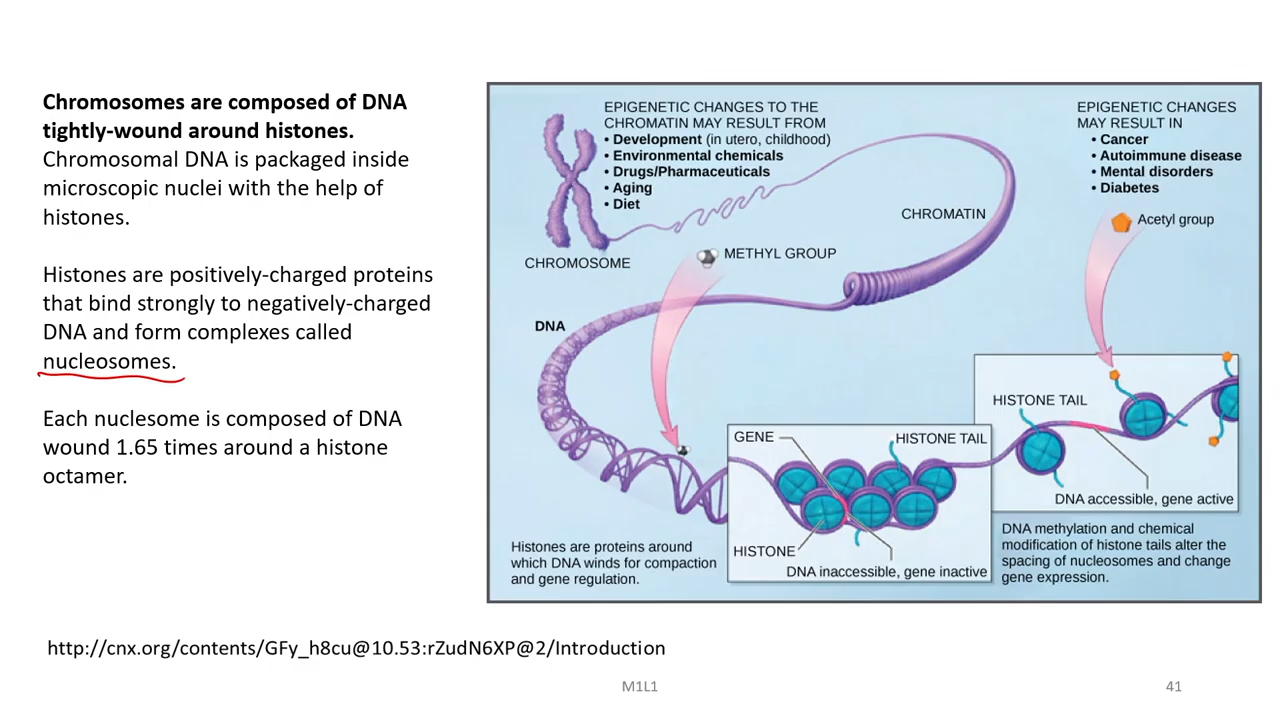 Chromosomes are composed of DNA
tightly-wound around histones.
Chromosomal DNA is packaged inside
microscopic nuclei with the help of
histones.
Histones are positively-charged proteins
that bind strongly to negatively-charged
DNA and form complexes called
nucleosomes.
Each nuclesome is composed of DNA
wound 1.65 times around a histone
octamer.
EPIGENETIC CHANGES TO THE
CHROMATIN MAY RESULT FROM
• Development (in utero, childhood)
• Environmental chemicals
• Drugs/Pharmaceuticals
• Aging
• Diet
EPIGENETIC CHANGES
MAY RESULT IN
• Cancer
• Autoimmune disease
• Mental disorders
• Diabetes
Acetyl group
CHROMATIN
METHYL GROUP
CHROMOSOME
DNA
HISTONE TAIL
GENE
HISTONE TAIL
DNA accessible, gene active
HISTONE
DNA inaccessible, gene inactive
Histones are proteins around
which DNA winds for compaction
and gene regulation.
DNA methylation and chemical
modification of histone tails alter the
spacing of nucleosomes and change
gene expression.
http://cnx.org/contents/GFy_h8cu@10.53:rZudN6XP@2/Introduction
M1L1
41